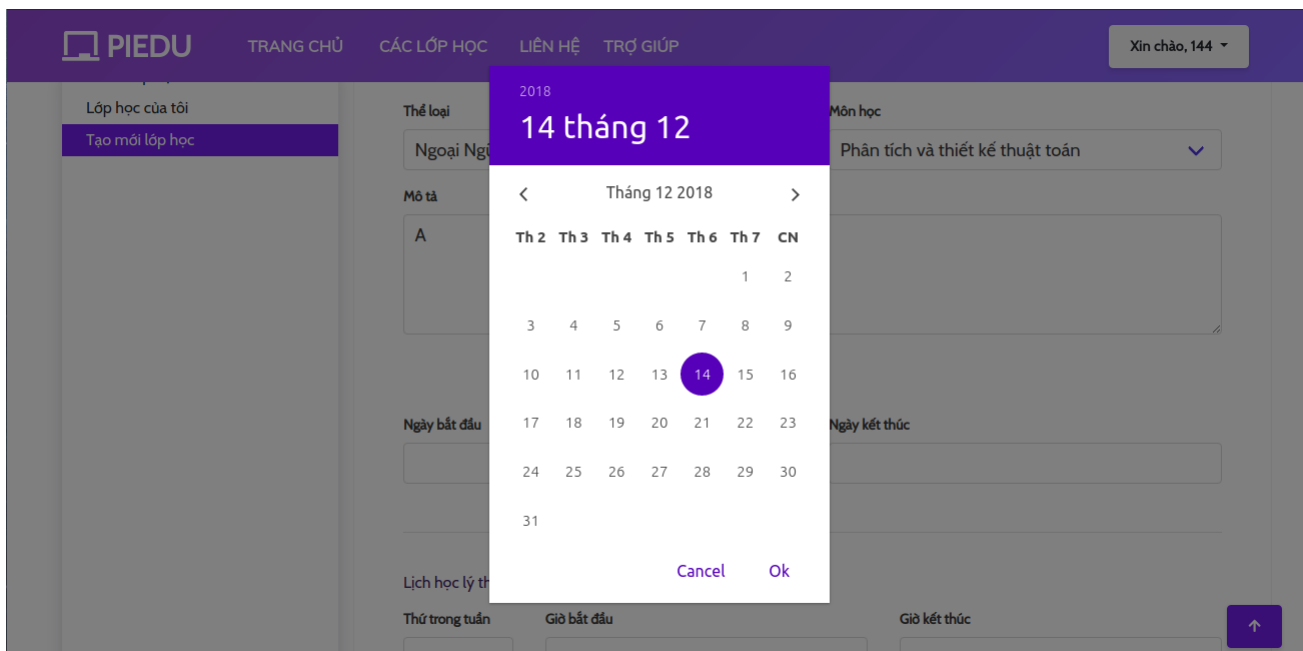 PIEDU TRANG CHỦ CÁC LỚP HỌC LIÊN HỆ TRỢ GIÚP Xin chào, 144
Lớp học của tôi
Tạo mới lớp học
Thể loại
Môn học
Ngoại Ngữ
Phân tích và thiết kế thuật toán
Mô tả
A
Ngày bắt đầu
Ngày kết thúc
Lịch học lý th
Thứ trong tuần Giờ bắt đầu Giờ kết thúc
2018
14 tháng 12
Tháng 12 2018
Th 2 Th 3 Th 4 Th 5 Th 6 Th 7 CN
1 2
3 4 5 6 7 8 9
10 11 12 13 14 15 16
17 18 19 20 21 22 23
24 25 26 27 28 29 30
31
Cancel Ok